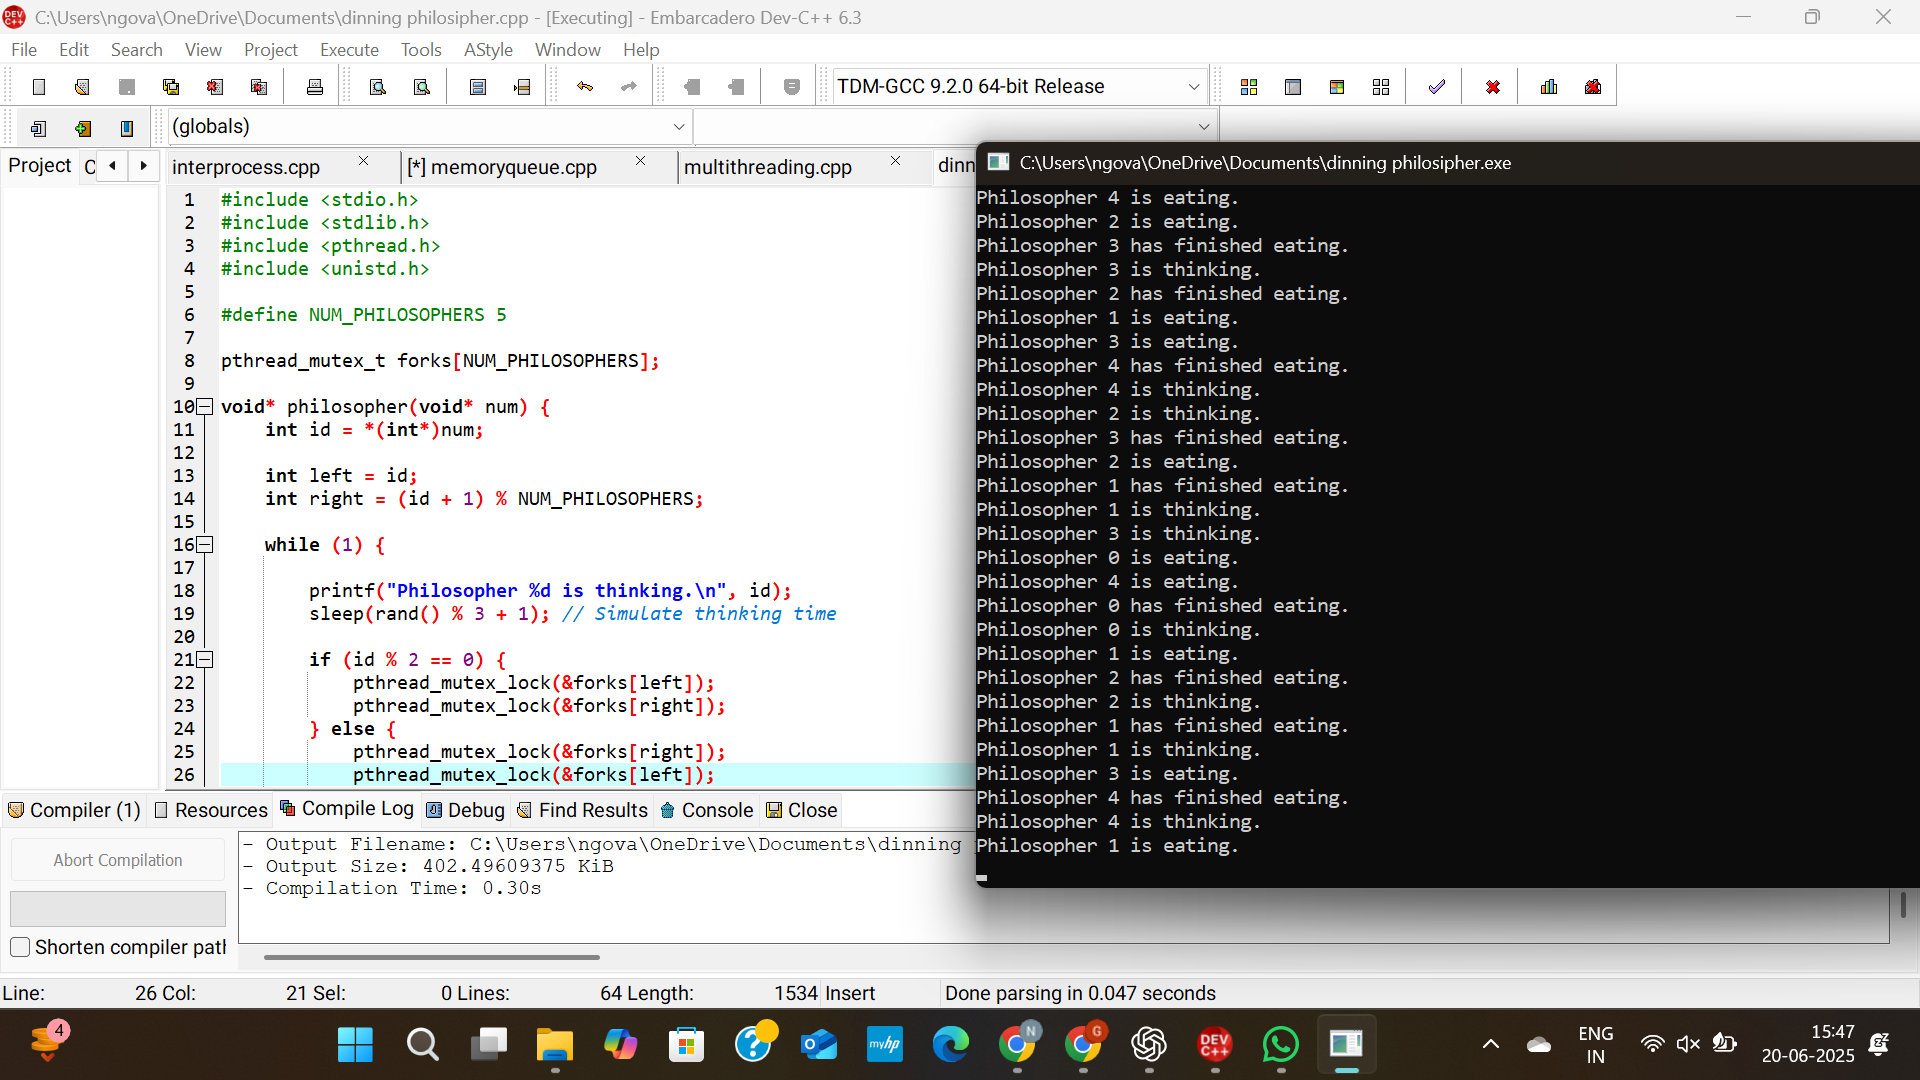 C:\Users\ngova\OneDrive\Documents\dinning philosipher.cpp - [Executing] - Embarcadero Dev-C++ 6.3
File Edit Search View Project Execute Tools AStyle Window Help
TDM-GCC 9.2.0 64-bit Release
(globals)
Project C interprocess.cpp [*] memoryqueue.cpp multithreading.cpp dinn
1 #include <stdio.h>
2 #include <stdlib.h>
3 #include <pthread.h>
4 #include <unistd.h>
5
6 #define NUM_PHILOSOPHERS 5
7
8 pthread_mutex_t forks[NUM_PHILOSOPHERS];
9
10 void* philosopher(void* num) {
11 int id = *(int*)num;
12
13 int left = id;
14 int right = (id + 1) % NUM_PHILOSOPHERS;
15
16 while (1) {
17
18 printf("Philosopher %d is thinking.\n", id);
19 sleep(rand() % 3 + 1); // Simulate thinking time
20
21 if (id % 2 == 0) {
22 pthread_mutex_lock(&forks[left]);
23 pthread_mutex_lock(&forks[right]);
24 } else {
25 pthread_mutex_lock(&forks[right]);
26 pthread_mutex_lock(&forks[left]);
C:\Users\ngova\OneDrive\Documents\dinning philosipher.exe
Philosopher 4 is eating.
Philosopher 2 is eating.
Philosopher 3 has finished eating.
Philosopher 3 is thinking.
Philosopher 2 has finished eating.
Philosopher 1 is eating.
Philosopher 3 is eating.
Philosopher 4 has finished eating.
Philosopher 4 is thinking.
Philosopher 2 is thinking.
Philosopher 3 has finished eating.
Philosopher 2 is eating.
Philosopher 1 has finished eating.
Philosopher 1 is thinking.
Philosopher 3 is thinking.
Philosopher 0 is eating.
Philosopher 4 is eating.
Philosopher 0 has finished eating.
Philosopher 0 is thinking.
Philosopher 1 is eating.
Philosopher 2 has finished eating.
Philosopher 2 is thinking.
Philosopher 1 has finished eating.
Philosopher 1 is thinking.
Philosopher 3 is eating.
Philosopher 4 has finished eating.
Philosopher 4 is thinking.
Philosopher 1 is eating.
Compiler (1) Resources Compile Log Debug Find Results Console Close
Abort Compilation
Shorten compiler path
- Output Filename: C:\Users\ngova\OneDrive\Documents\dinning
- Output Size: 402.49609375 KiB
- Compilation Time: 0.30s
Line: 26 Col: 21 Sel: 0 Lines: 64 Length: 1534 Insert Done parsing in 0.047 seconds
4
myhp
N
G
DEV C++
ENG
IN
15:47
20-06-2025